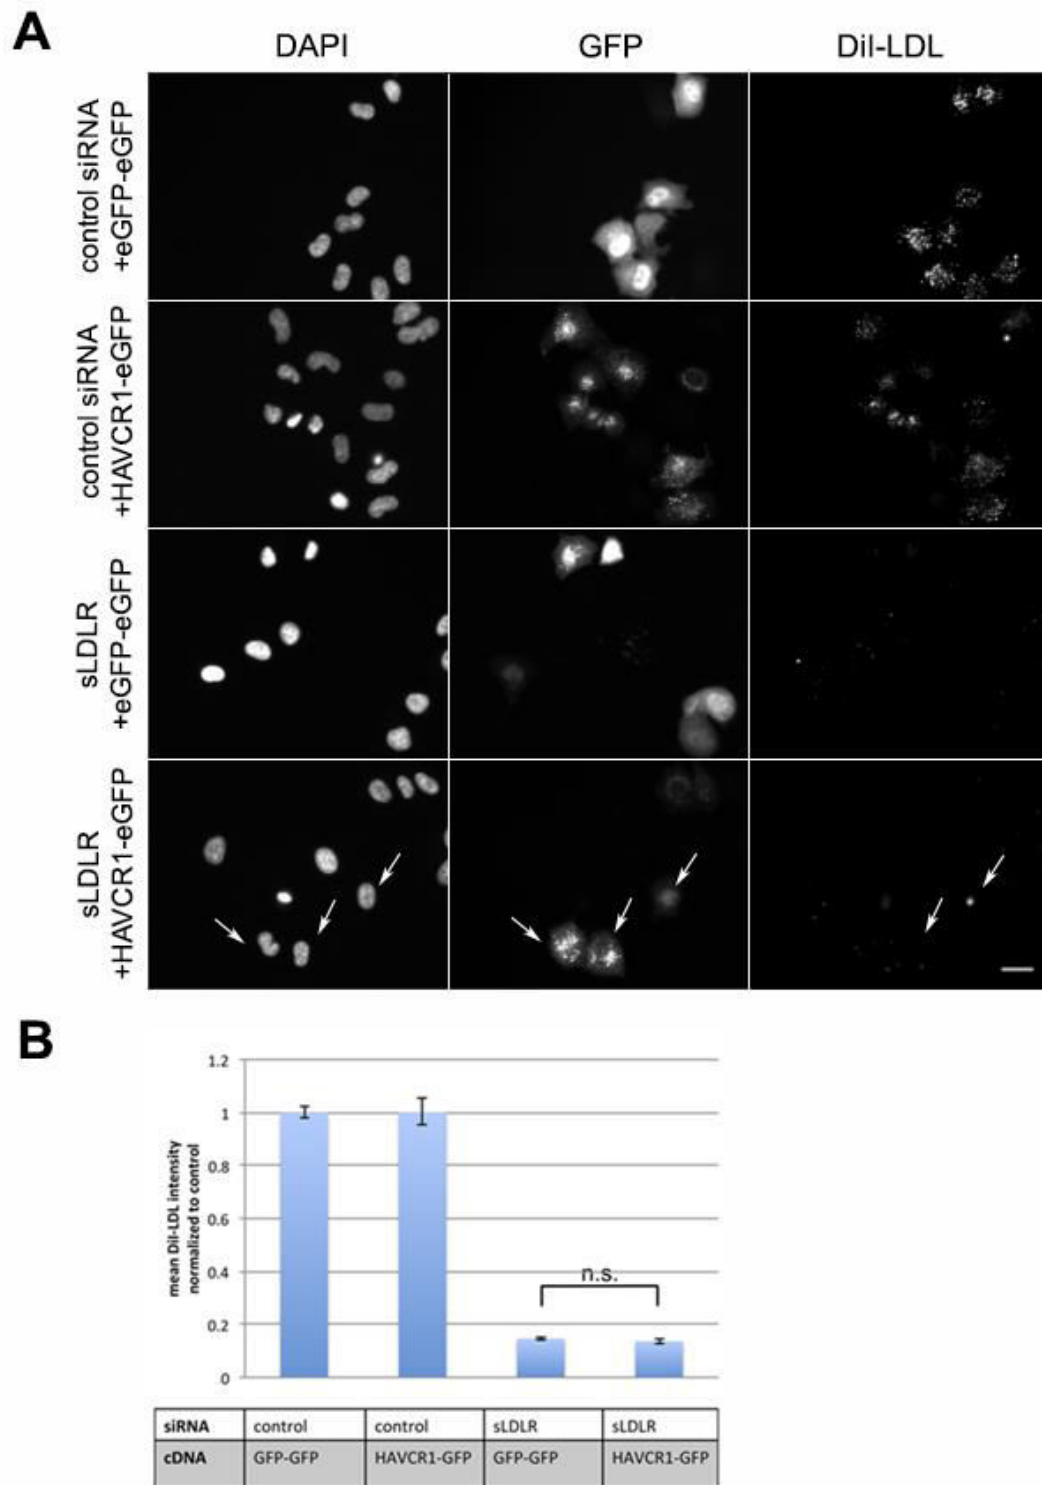 A
DAPI GFP DiI-LDL
control siRNA
+eGFP-eGFP
control siRNA
+HAVCR1-eGFP
sLDLR
+eGFP-eGFP
sLDLR
+HAVCR1-eGFP
B
mean DiI-LDL intensity
normalized to control
1.2
1
0.8
0.6
0.4
0.2
0
n.s.
siRNA control control sLDLR sLDLR
cDNA GFP-GFP HAVCR1-GFP GFP-GFP HAVCR1-GFP